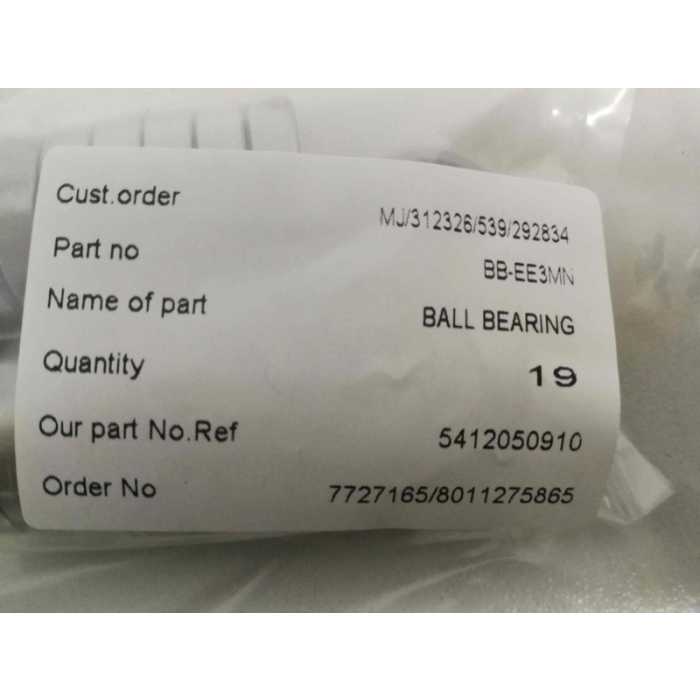 Cust.order MJ/312326/539/292834
Part no BB-EE3MN
Name of part BALL BEARING
Quantity 19
Our part No.Ref 5412050910
Order No 7727165/8011275865